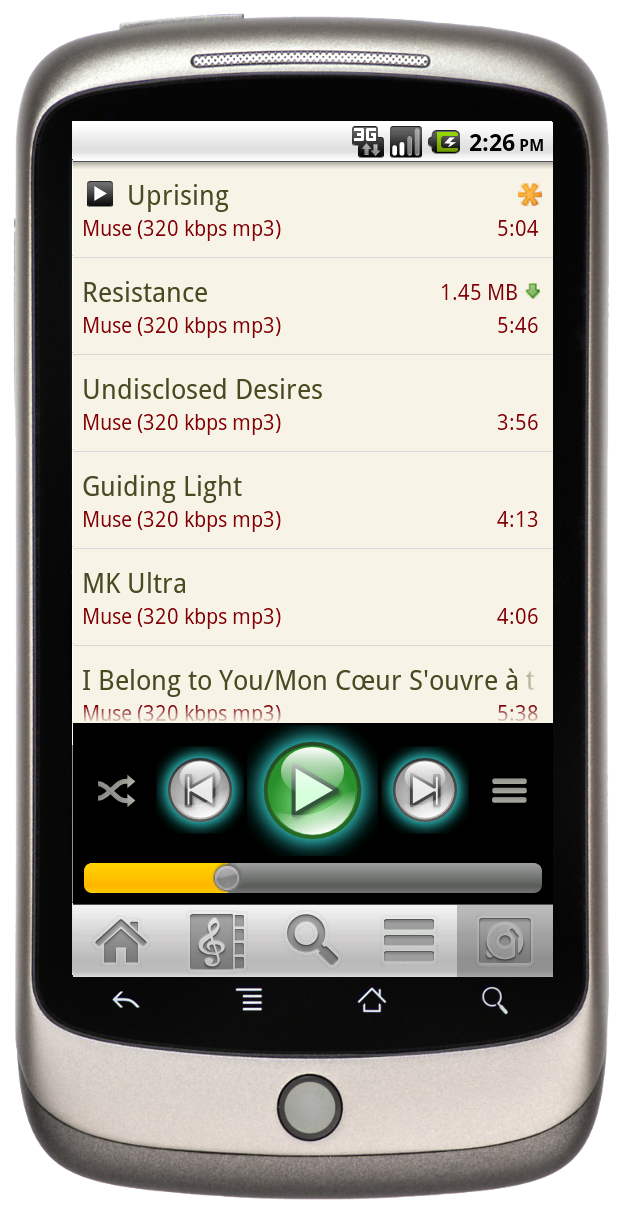 3G 2:26 PM
Uprising
Muse (320 kbps mp3) 5:04
Resistance 1.45 MB
Muse (320 kbps mp3) 5:46
Undisclosed Desires
Muse (320 kbps mp3) 3:56
Guiding Light
Muse (320 kbps mp3) 4:13
MK Ultra
Muse (320 kbps mp3) 4:06
I Belong to You/Mon Cœur S'ouvre à t
Muse (320 kbps mp3) 5:38